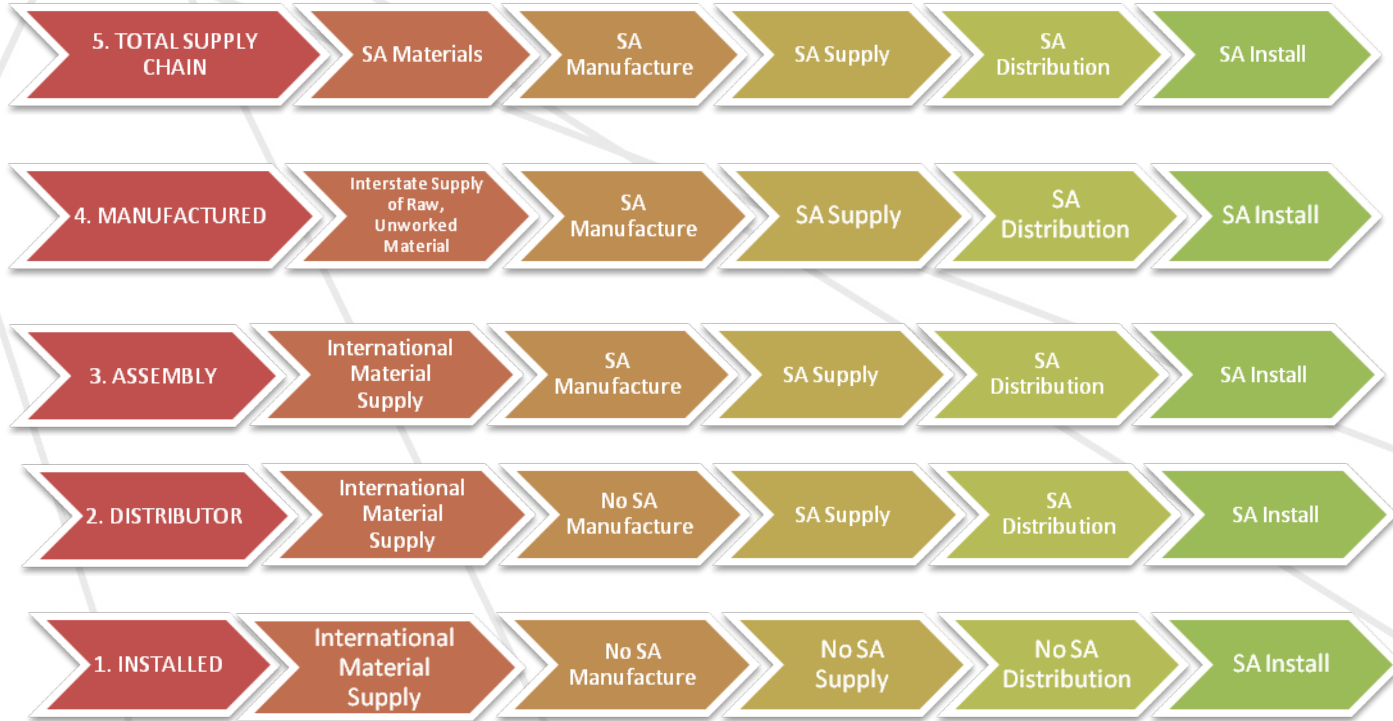 5. TOTAL SUPPLY
CHAIN
SA Materials
SA
Manufacture
SA Supply
SA
Distribution
SA Install
4. MANUFACTURED
Interstate Supply
of Raw,
Unworked
Material
SA
Manufacture
SA Supply
SA
Distribution
SA Install
3. ASSEMBLY
International
Material
Supply
SA
Manufacture
SA Supply
SA
Distribution
SA Install
2. DISTRIBUTOR
International
Material
Supply
No SA
Manufacture
SA Supply
SA
Distribution
SA Install
1. INSTALLED
International
Material
Supply
No SA
Manufacture
No SA
Supply
No SA
Distribution
SA Install